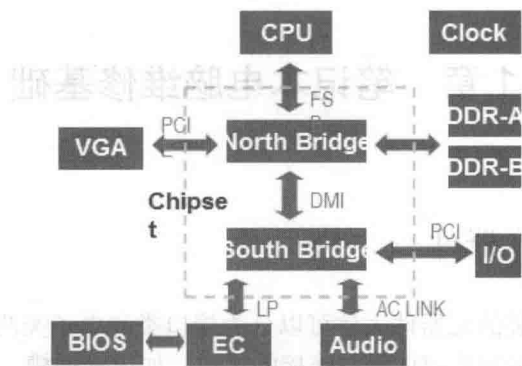 CPU
Clock
FS
PCI
DDR-A
VGA
North Bridge
DDR-B
Chipse
t
DMI
PCI
South Bridge
I/O
LP
AC LINK
BIOS
EC
Audio